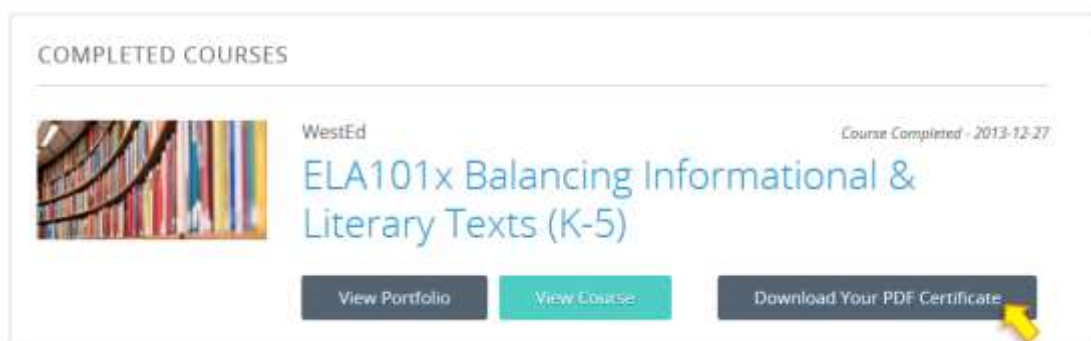 COMPLETED COURSES
WestEd
Course Completed - 2013-12-27
ELA101x Balancing Informational &
Literary Texts (K-5)
View Portfolio
View Course
Download Your PDF Certificate